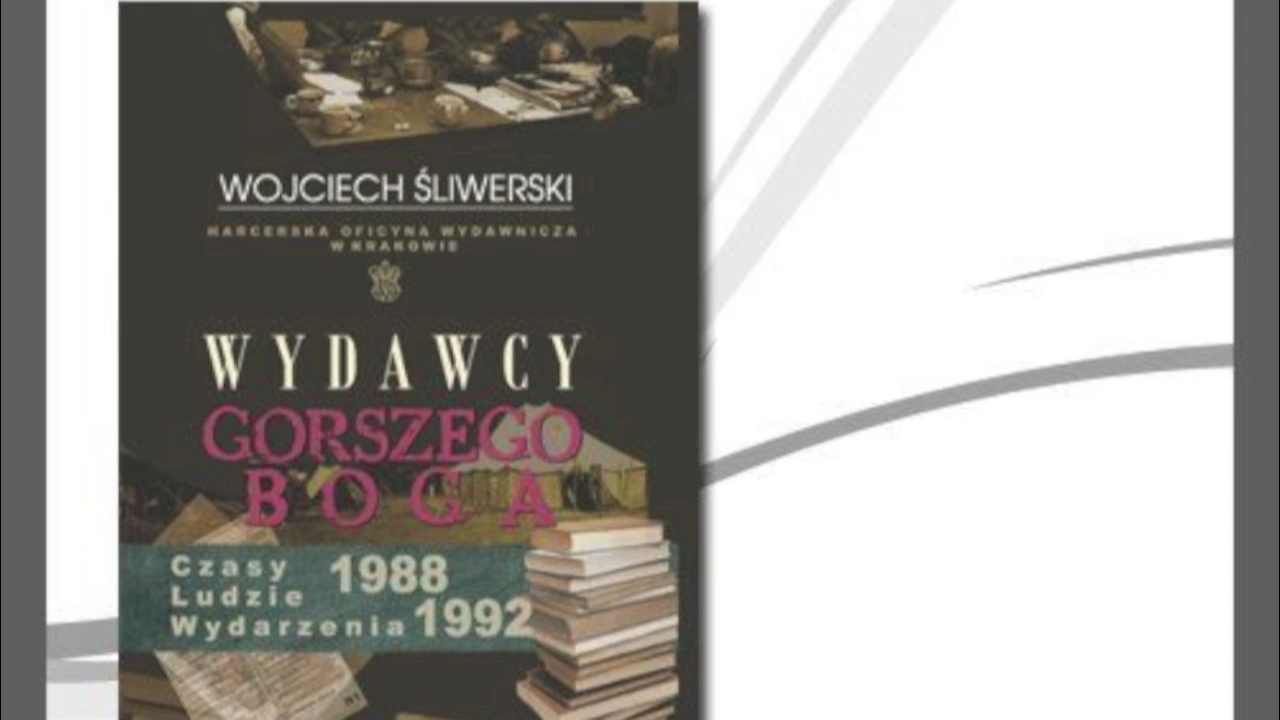 WOJCIECH ŚLIWERSKI
HARCERSKA OFICYNA WYDAWNICZA
W KRAKOWIE
WYDAWCY
GORSZEGO
BOGA
Czasy 1988
Ludzie
Wydarzenia 1992